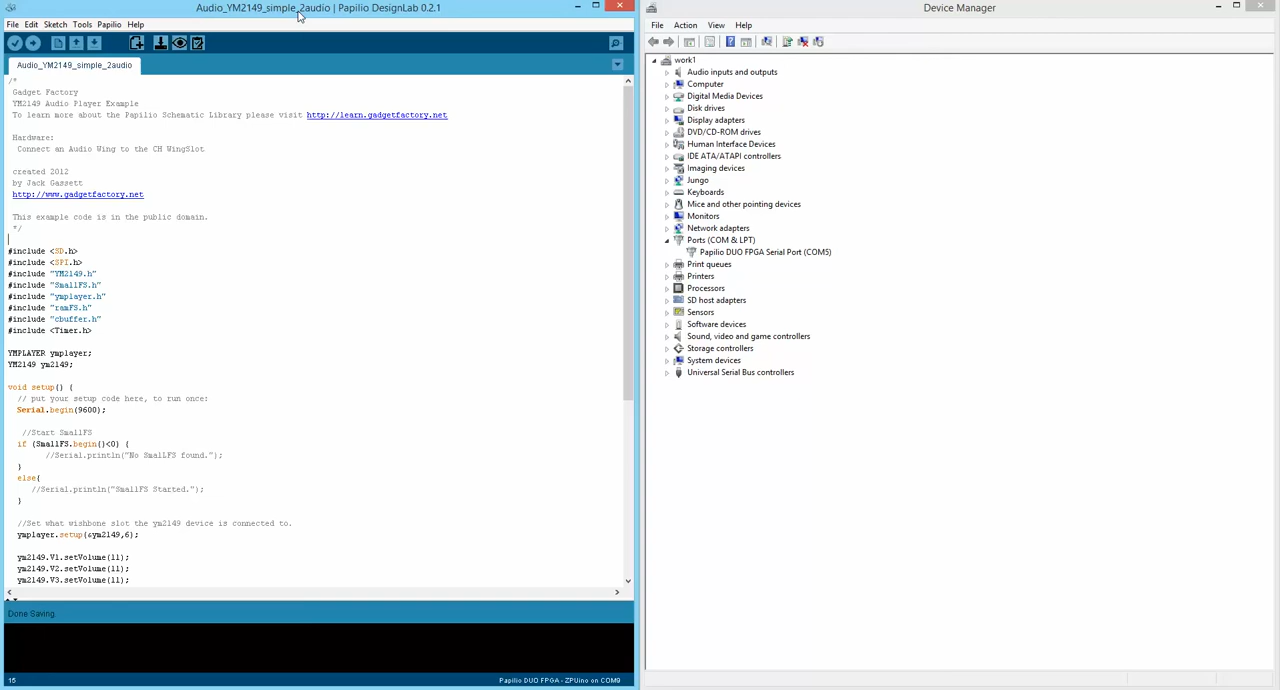 Audio_YM2149_simple_2audio | Papilio DesignLab 0.2.1
File Edit Sketch Tools Papilio Help
Audio_YM2149_simple_2audio
/*
Gadget Factory
YM2149 Audio Player Example
To learn more about the Papilio Schematic Library please visit http://learn.gadgetfactory.net
Hardware:
Connect an Audio Wing to the CH WingSlot
created 2012
by Jack Gassett
http://www.gadgetfactory.net
This example code is in the public domain.
*/
#include <SD.h>
#include <SPI.h>
#include "YM2149.h"
#include "SmallFS.h"
#include "ymplayer.h"
#include "ramFS.h"
#include "cbuffer.h"
#include <Timer.h>
YMPLAYER ymplayer;
YM2149 ym2149;
void setup() {
// put your setup code here, to run once:
Serial.begin(9600);
//Start SmallFS
if (SmallFS.begin()<0) {
//Serial.println("No SmalLFS found.");
}
else{
//Serial.println("SmallFS Started.");
}
//Set what wishbone slot the ym2149 device is connected to.
ymplayer.setup(&ym2149,6);
ym2149.V1.setVolume(11);
ym2149.V2.setVolume(11);
ym2149.V3.setVolume(11);
Done Saving
15
Papilio DUO FPGA - ZPUino on COM9
Device Manager
File Action View Help
work1
Audio inputs and outputs
Computer
Digital Media Devices
Disk drives
Display adapters
DVD/CD-ROM drives
Human Interface Devices
IDE ATA/ATAPI controllers
Imaging devices
Jungo
Keyboards
Mice and other pointing devices
Monitors
Network adapters
Ports (COM & LPT)
Papilio DUO FPGA Serial Port (COM5)
Print queues
Printers
Processors
SD host adapters
Sensors
Software devices
Sound, video and game controllers
Storage controllers
System devices
Universal Serial Bus controllers